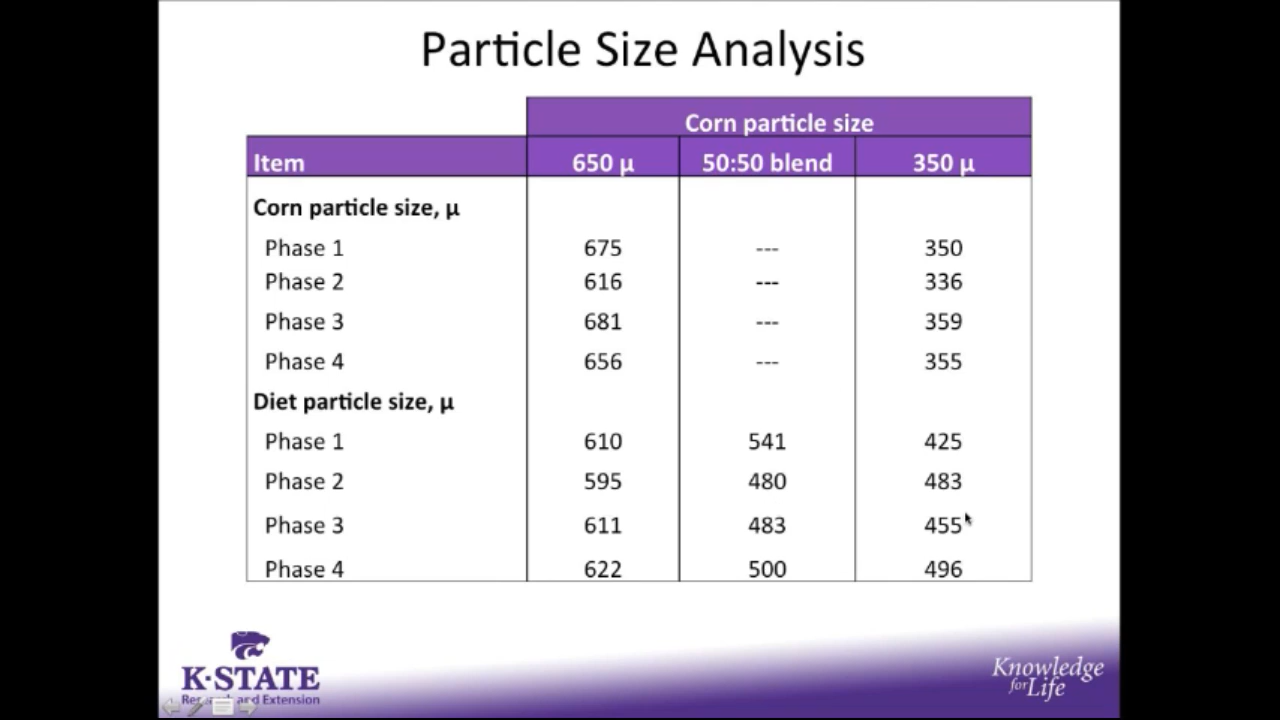 Particle Size Analysis
Corn particle size
Item 650 µ 50:50 blend 350 µ
Corn particle size, µ
Phase 1 675 --- 350
Phase 2 616 --- 336
Phase 3 681 --- 359
Phase 4 656 --- 355
Diet particle size, µ
Phase 1 610 541 425
Phase 2 595 480 483
Phase 3 611 483 455
Phase 4 622 500 496
K-STATE
Research and Extension
Knowledge
for Life